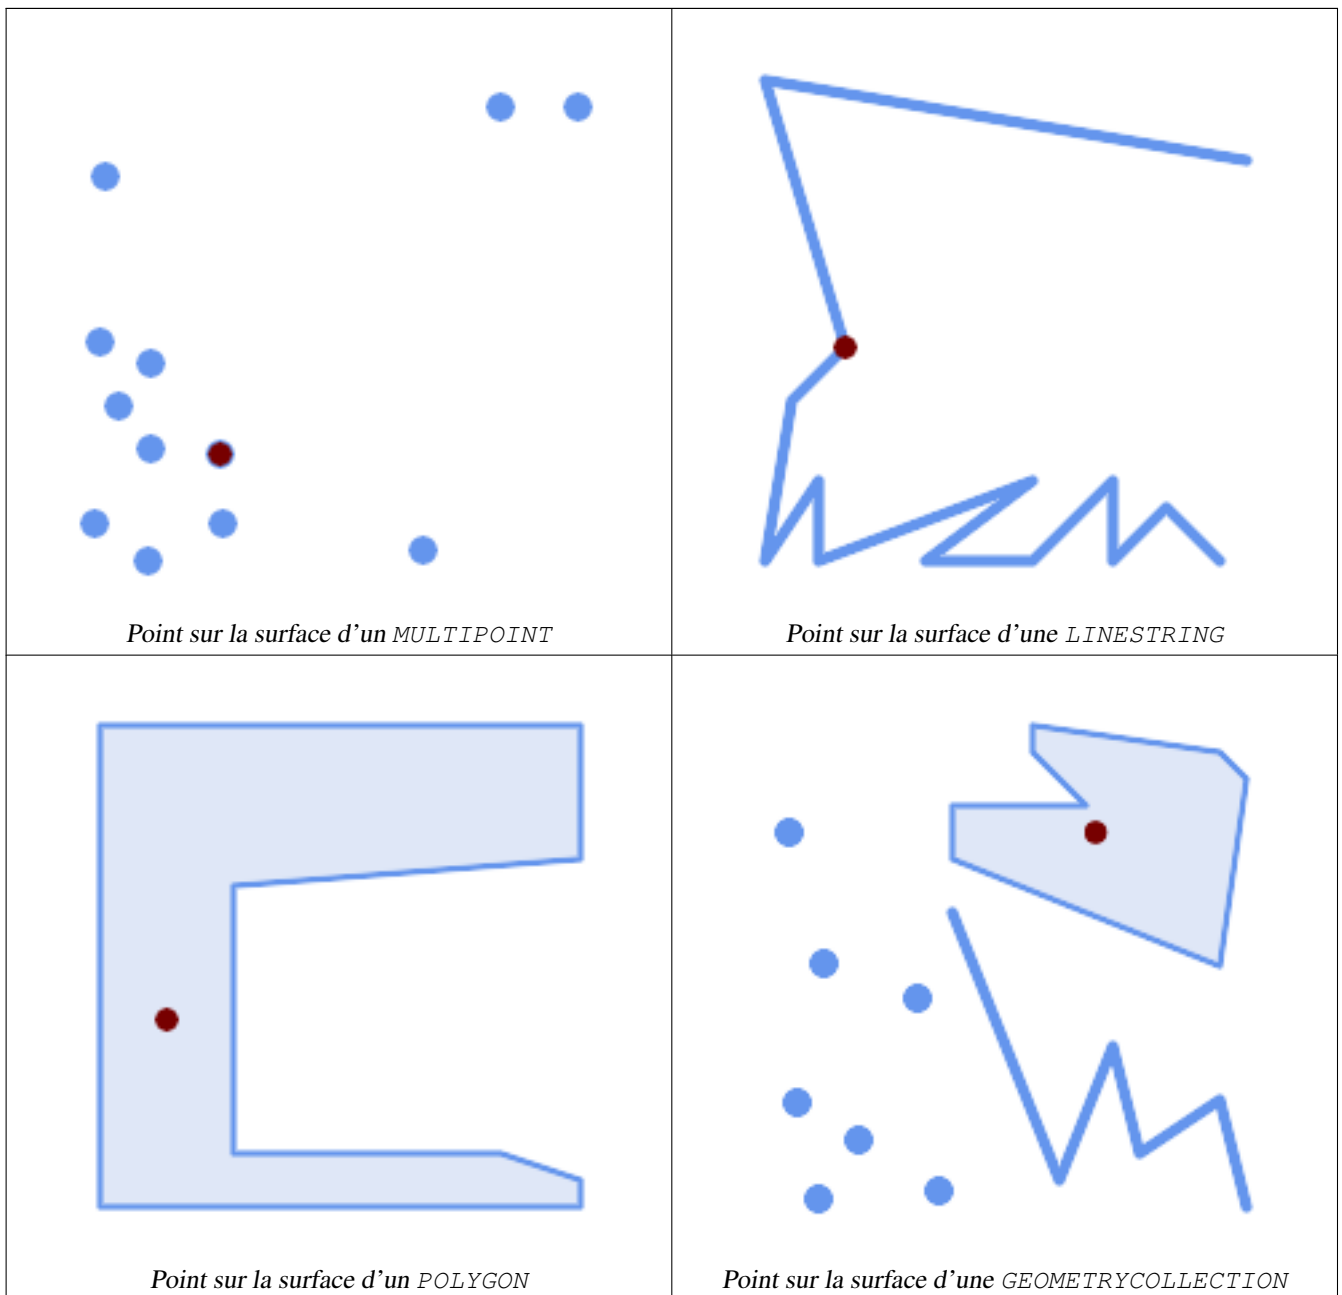 Point sur la surface d'un MULTIPOINT
Point sur la surface d'une LINESTRING
Point sur la surface d'un POLYGON
Point sur la surface d'une GEOMETRYCOLLECTION